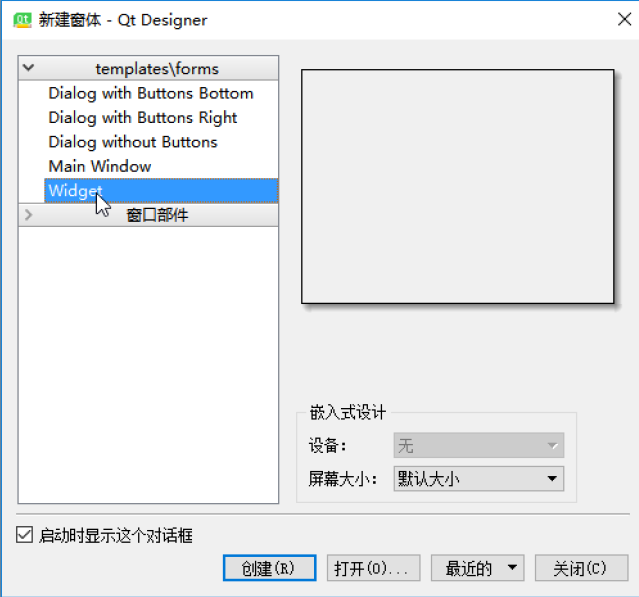 新建窗体 - Qt Designer
templates\forms
Dialog with Buttons Bottom
Dialog with Buttons Right
Dialog without Buttons
Main Window
Widget
窗口部件
嵌入式设计
设备: 无
屏幕大小: 默认大小
启动时显示这个对话框
创建(R) 打开(O)... 最近的 关闭(C)